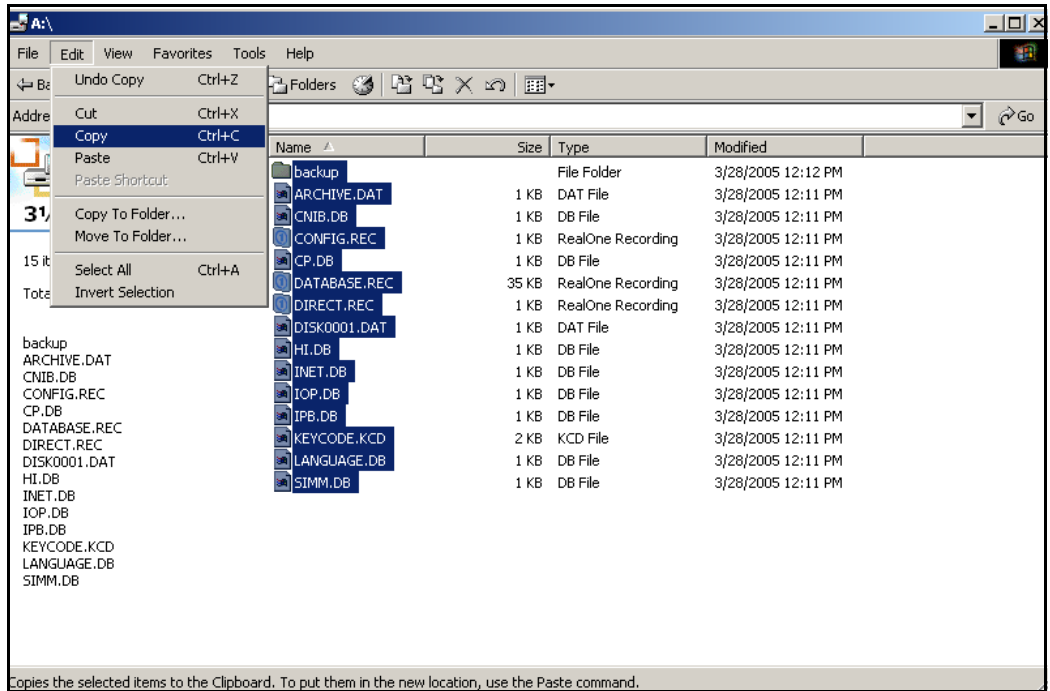 A:\
File Edit View Favorites Tools Help
Folders
Go
Undo Copy Ctrl+Z
Cut Ctrl+X
Copy Ctrl+C
Paste Ctrl+V
Paste Shortcut
Copy To Folder...
Move To Folder...
Select All Ctrl+A
Invert Selection
15
backup
ARCHIVE.DAT
CNIB.DB
CONFIG.REC
CP.DB
DATABASE.REC
DIRECT.REC
DISK0001.DAT
HI.DB
INET.DB
IOP.DB
IPB.DB
KEYCODE.KCD
LANGUAGE.DB
SIMM.DB
Name Size Type Modified
backup File Folder 3/28/2005 12:12 PM
ARCHIVE.DAT 1 KB DAT File 3/28/2005 12:11 PM
CNIB.DB 1 KB DB File 3/28/2005 12:11 PM
CONFIG.REC 1 KB RealOne Recording 3/28/2005 12:11 PM
CP.DB 1 KB DB File 3/28/2005 12:11 PM
DATABASE.REC 35 KB RealOne Recording 3/28/2005 12:11 PM
DIRECT.REC 1 KB RealOne Recording 3/28/2005 12:11 PM
DISK0001.DAT 1 KB DAT File 3/28/2005 12:11 PM
HI.DB 1 KB DB File 3/28/2005 12:11 PM
INET.DB 1 KB DB File 3/28/2005 12:11 PM
IOP.DB 1 KB DB File 3/28/2005 12:11 PM
IPB.DB 1 KB DB File 3/28/2005 12:11 PM
KEYCODE.KCD 2 KB KCD File 3/28/2005 12:11 PM
LANGUAGE.DB 1 KB DB File 3/28/2005 12:11 PM
SIMM.DB 1 KB DB File 3/28/2005 12:11 PM
Copies the selected items to the Clipboard. To put them in the new location, use the Paste command.